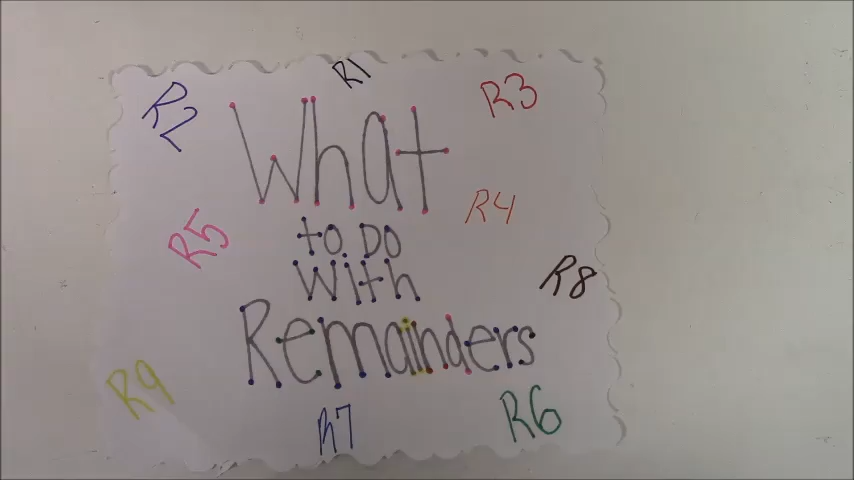 R1
R2
R3
What
R4
R5
to Do
With
R8
Remainders
R9
R7
R6